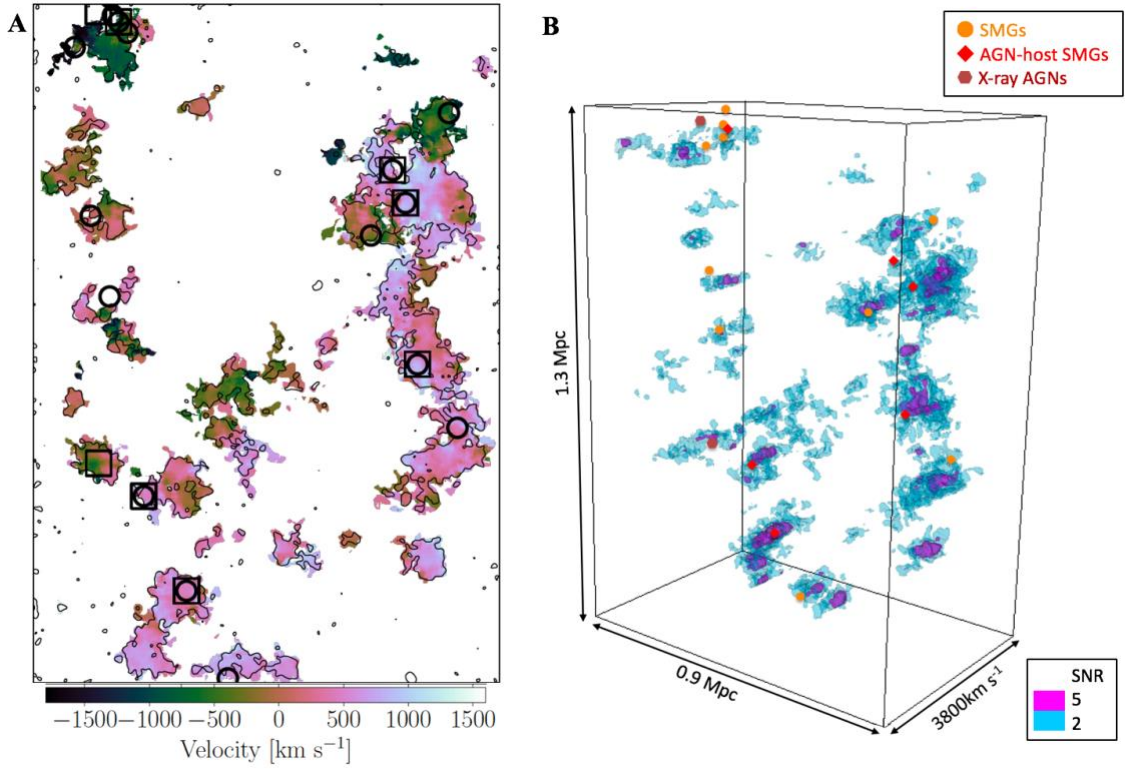 A
−1500−1000 −500 0 500 1000 1500
Velocity [km s−1]
B
SMGs
AGN-host SMGs
X-ray AGNs
1.3 Mpc
0.9 Mpc
3800km s-1
SNR
5
2